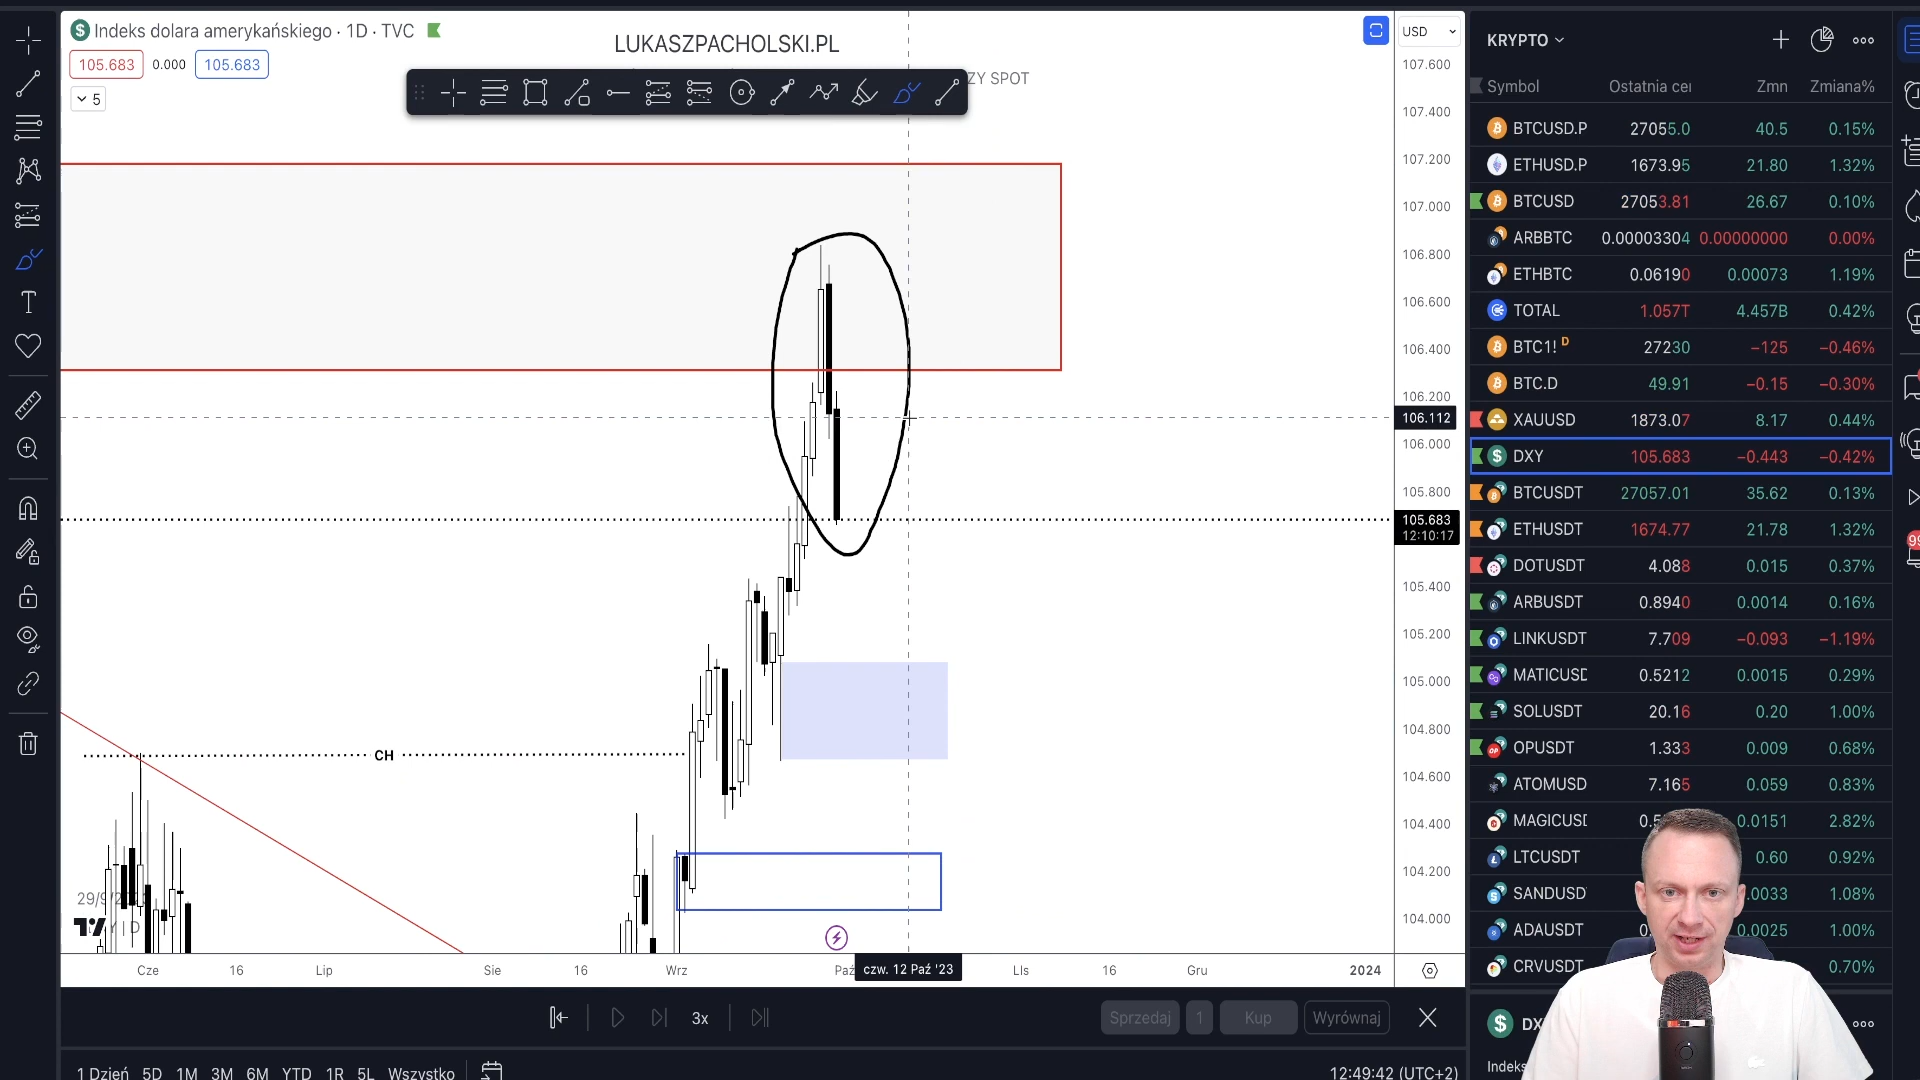 Indeks dolara amerykańskiego · 1D · TVC
LUKASZPACHOLSKI.PL
ZY SPOT
105.683 0.000 105.683
5
USD
107.600
107.400
107.200
107.000
106.800
106.600
106.400
106.200
106.112
106.000
105.800
105.683
12:10:17
105.400
105.200
105.000
104.800
104.600
104.400
104.200
104.000
CH
29/9/2
Cze 16 Lip Sie 16 Wrz Paź czw. 12 Paź '23 LIs 16 Gru 2024
3x
Sprzedaj 1 Kup Wyrównaj
1 Dzień 5D 1M 3M 6M YTD 1R 5L Wszystko
12:49:42 (UTC+2)
KRYPTO
Symbol Ostatnia cei Zmn Zmiana%
BTCUSD.P 27055.0 40.5 0.15%
ETHUSD.P 1673.95 21.80 1.32%
BTCUSD 27053.81 26.67 0.10%
ARBBTC 0.00003304 0.00000000 0.00%
ETHBTC 0.06190 0.00073 1.19%
TOTAL 1.057T 4.457B 0.42%
BTC1! D 27230 −125 −0.46%
BTC.D 49.91 −0.15 −0.30%
XAUUSD 1873.07 8.17 0.44%
DXY 105.683 −0.443 −0.42%
BTCUSDT 27057.01 35.62 0.13%
ETHUSDT 1674.77 21.78 1.32%
DOTUSDT 4.088 0.015 0.37%
ARBUSDT 0.8940 0.0014 0.16%
LINKUSDT 7.709 −0.093 −1.19%
MATICUSD 0.5212 0.0015 0.29%
SOLUSDT 20.16 0.20 1.00%
OPUSDT 1.333 0.009 0.68%
ATOMUSD 7.165 0.059 0.83%
MAGICUSD 0.5 0.0151 2.82%
LTCUSDT 0.60 0.92%
SANDUSD .0033 1.08%
ADAUSDT 0. 0.0025 1.00%
CRVUSDT 0.70%
DX
Indeks
99